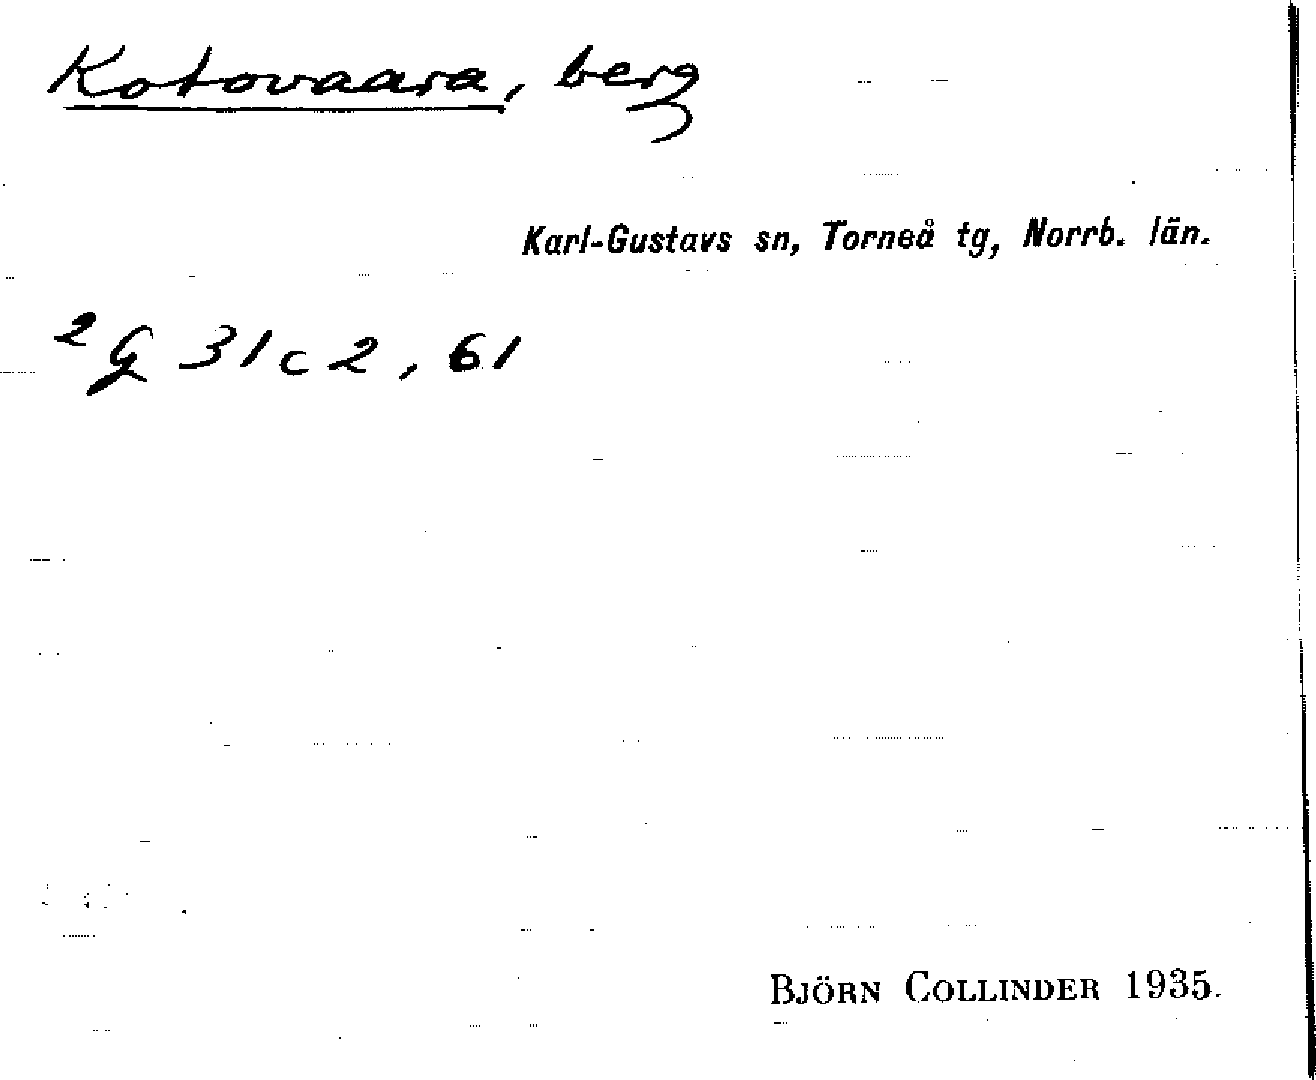 Kotovaara, berg
Karl-Gustavs sn, Torneå tg, Norrb. län.
²G 31c2, 61
BJÖRN COLLINDER 1935.